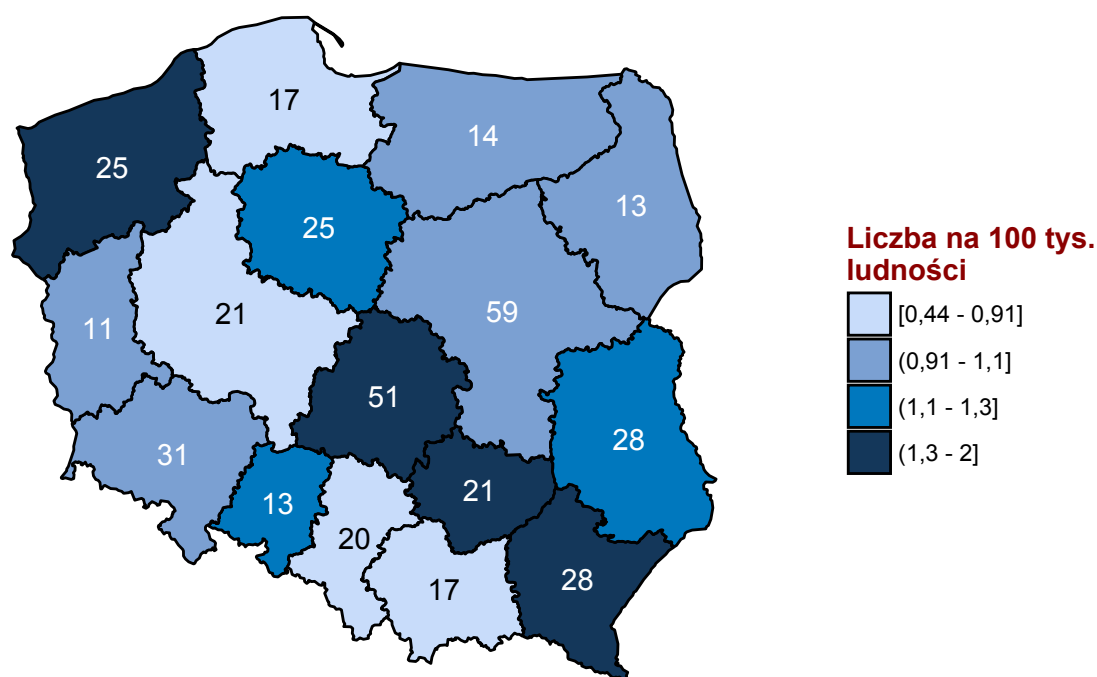 17
14
25
13
25
59
21
11
51
28
31
21
13
20
28
17
Liczba na 100 tys.
ludności
[0,44 - 0,91]
(0,91 - 1,1]
(1,1 - 1,3]
(1,3 - 2]